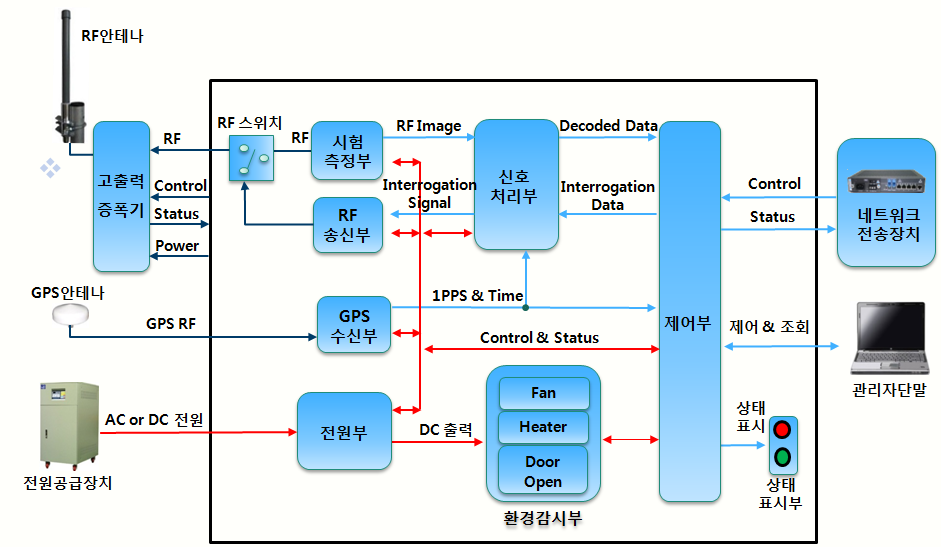 RF안테나
RF 스위치
RF
RF
시험
측정부
RF Image
Decoded Data
고출력
증폭기
Control
Status
Power
Interrogation
Signal
신호
처리부
Interrogation
Data
RF
송신부
Control
Status
네트워크
전송장치
GPS안테나
GPS RF
GPS
수신부
1PPS & Time
제어부
Control & Status
제어 & 조회
관리자단말
AC or DC 전원
전원부
DC 출력
Fan
Heater
Door
Open
환경감시부
상태
표시
상태
표시부
전원공급장치